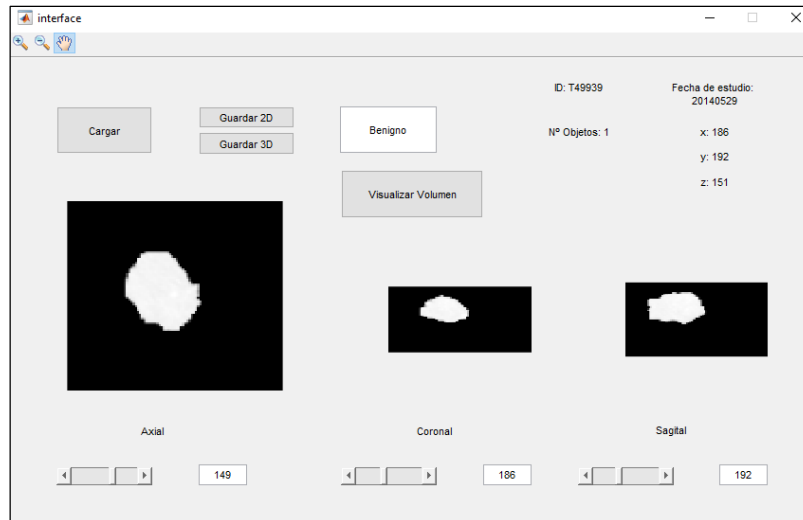 interface
ID: T49939
Fecha de estudio:
20140529
Cargar
Guardar 2D
Guardar 3D
Benigno
Nº Objetos: 1
x: 186
y: 192
z: 151
Visualizar Volumen
Axial
Coronal
Sagital
149
186
192